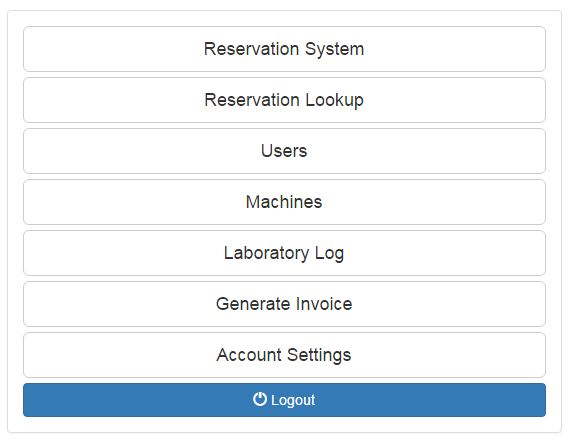 Reservation System
Reservation Lookup
Users
Machines
Laboratory Log
Generate Invoice
Account Settings
Logout